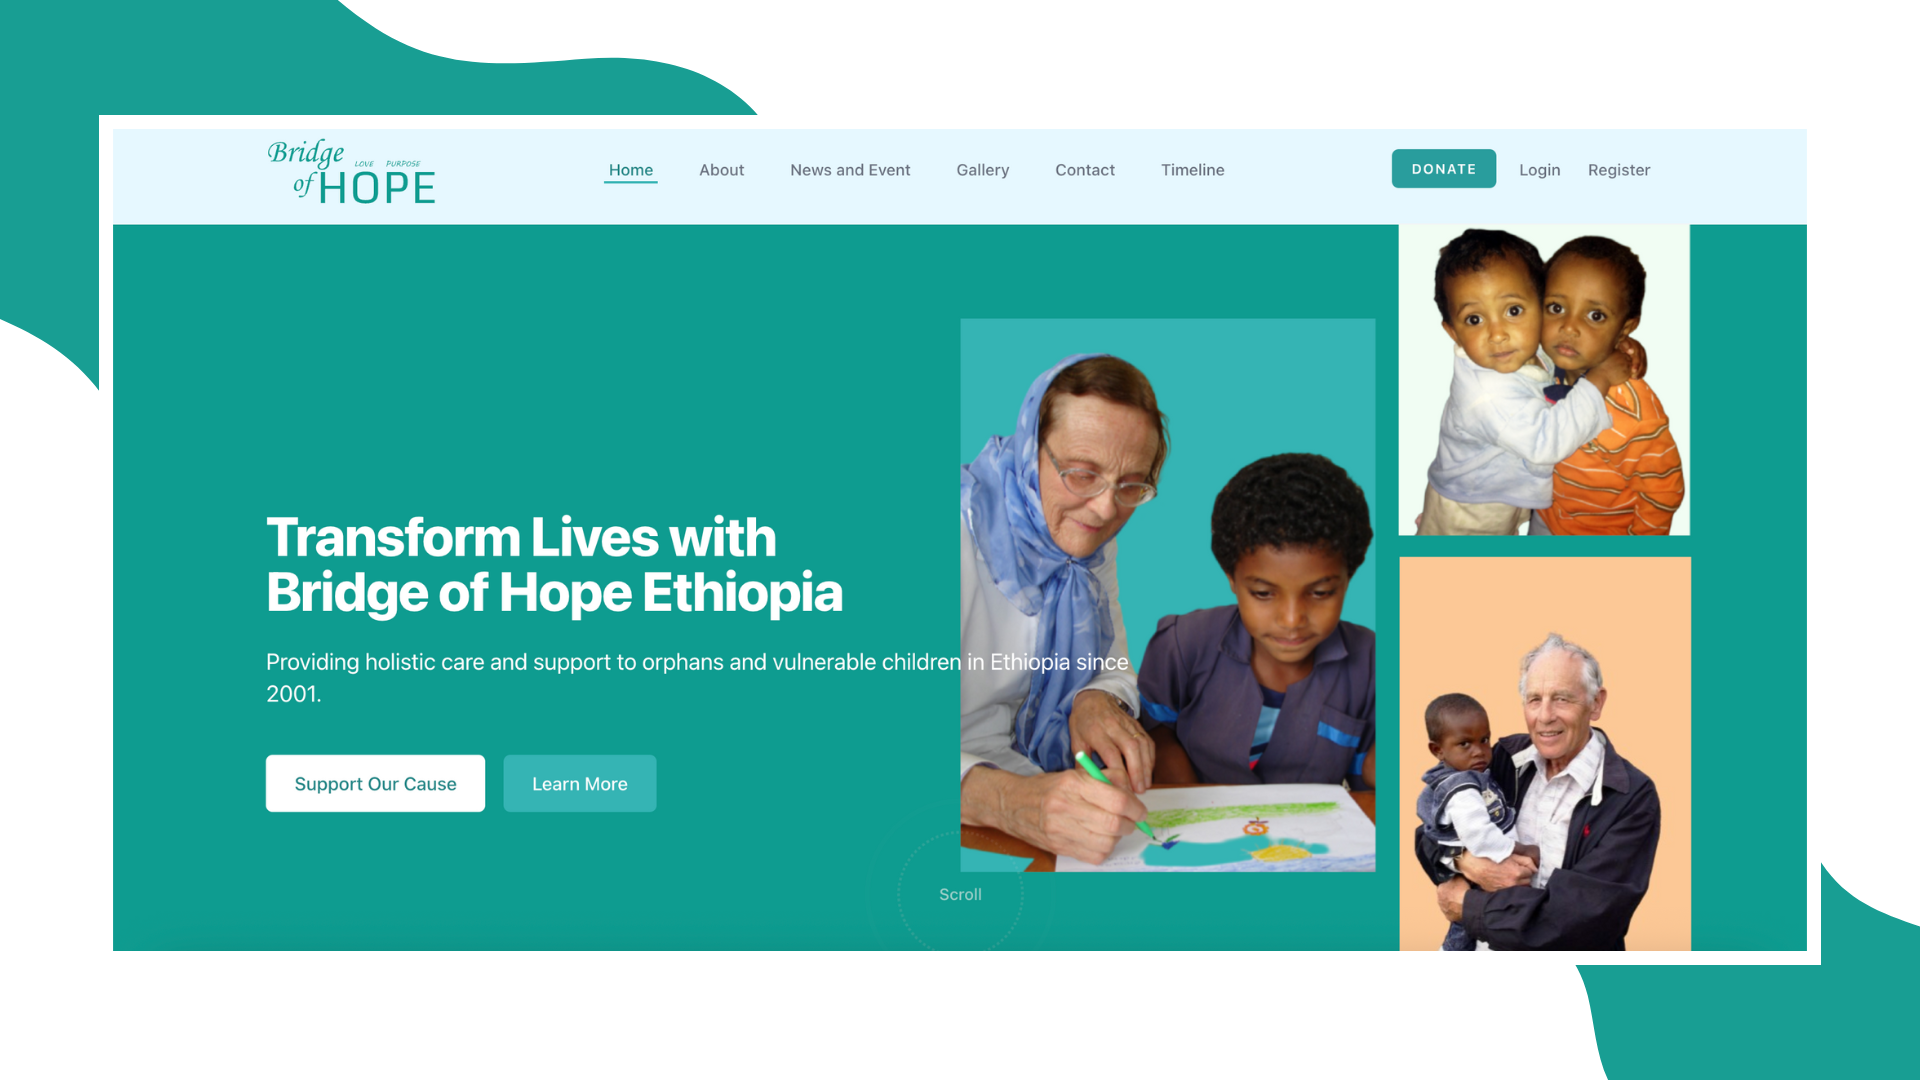 Bridge
LOVE PURPOSE
of HOPE
Home About News and Event Gallery Contact Timeline
DONATE Login Register
Transform Lives with
Bridge of Hope Ethiopia
Providing holistic care and support to orphans and vulnerable children in Ethiopia since
2001.
Support Our Cause Learn More
Scroll